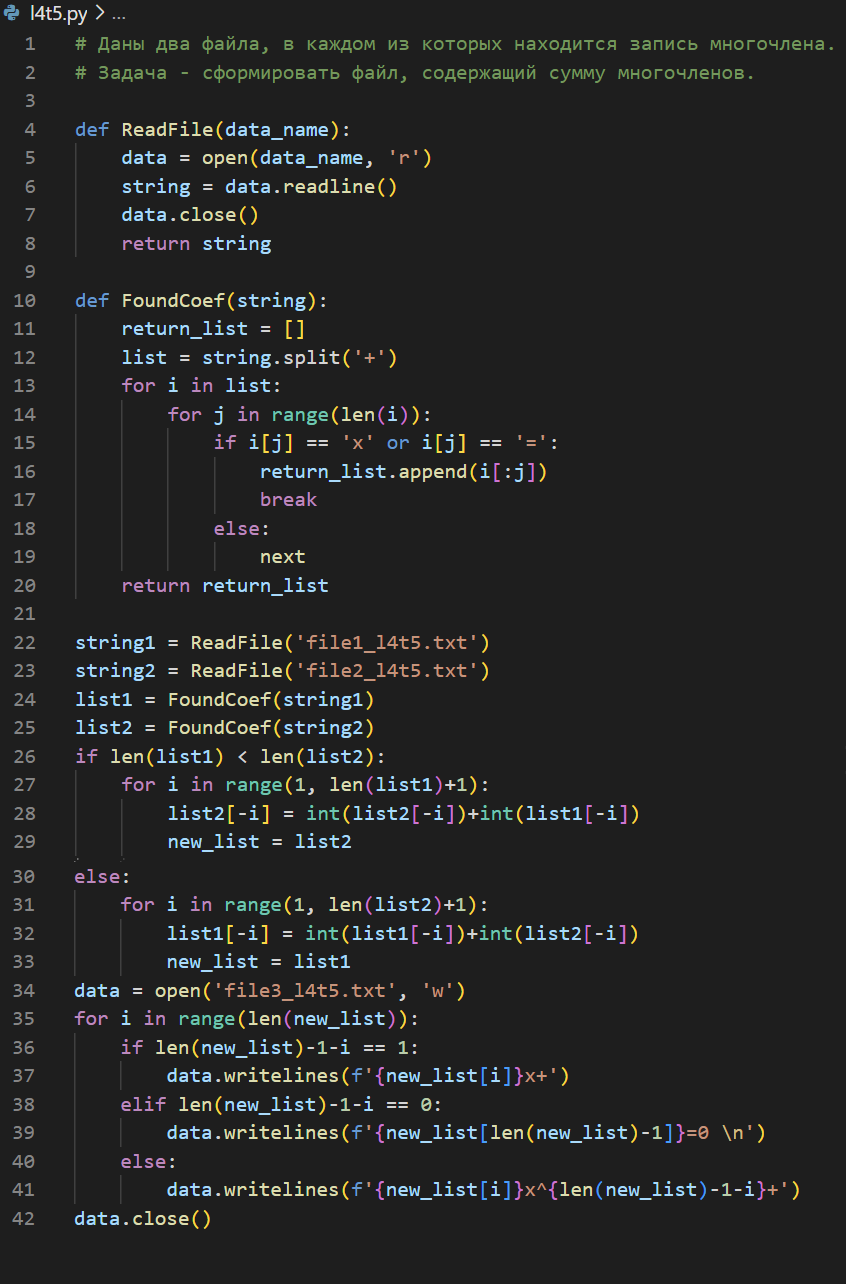 l4t5.py > ...
1 # Даны два файла, в каждом из которых находится запись многочлена.
2 # Задача - сформировать файл, содержащий сумму многочленов.
3
4 def ReadFile(data_name):
5     data = open(data_name, 'r')
6     string = data.readline()
7     data.close()
8     return string
9
10 def FoundCoef(string):
11     return_list = []
12     list = string.split('+')
13     for i in list:
14         for j in range(len(i)):
15             if i[j] == 'x' or i[j] == '=':
16                 return_list.append(i[:j])
17                 break
18             else:
19                 next
20     return return_list
21
22 string1 = ReadFile('file1_l4t5.txt')
23 string2 = ReadFile('file2_l4t5.txt')
24 list1 = FoundCoef(string1)
25 list2 = FoundCoef(string2)
26 if len(list1) < len(list2):
27     for i in range(1, len(list1)+1):
28         list2[-i] = int(list2[-i])+int(list1[-i])
29         new_list = list2
30 else:
31     for i in range(1, len(list2)+1):
32         list1[-i] = int(list1[-i])+int(list2[-i])
33         new_list = list1
34 data = open('file3_l4t5.txt', 'w')
35 for i in range(len(new_list)):
36     if len(new_list)-1-i == 1:
37         data.writelines(f'{new_list[i]}x+')
38     elif len(new_list)-1-i == 0:
39         data.writelines(f'{new_list[len(new_list)-1]}=0 \n')
40     else:
41         data.writelines(f'{new_list[i]}x^{len(new_list)-1-i}+')
42 data.close()